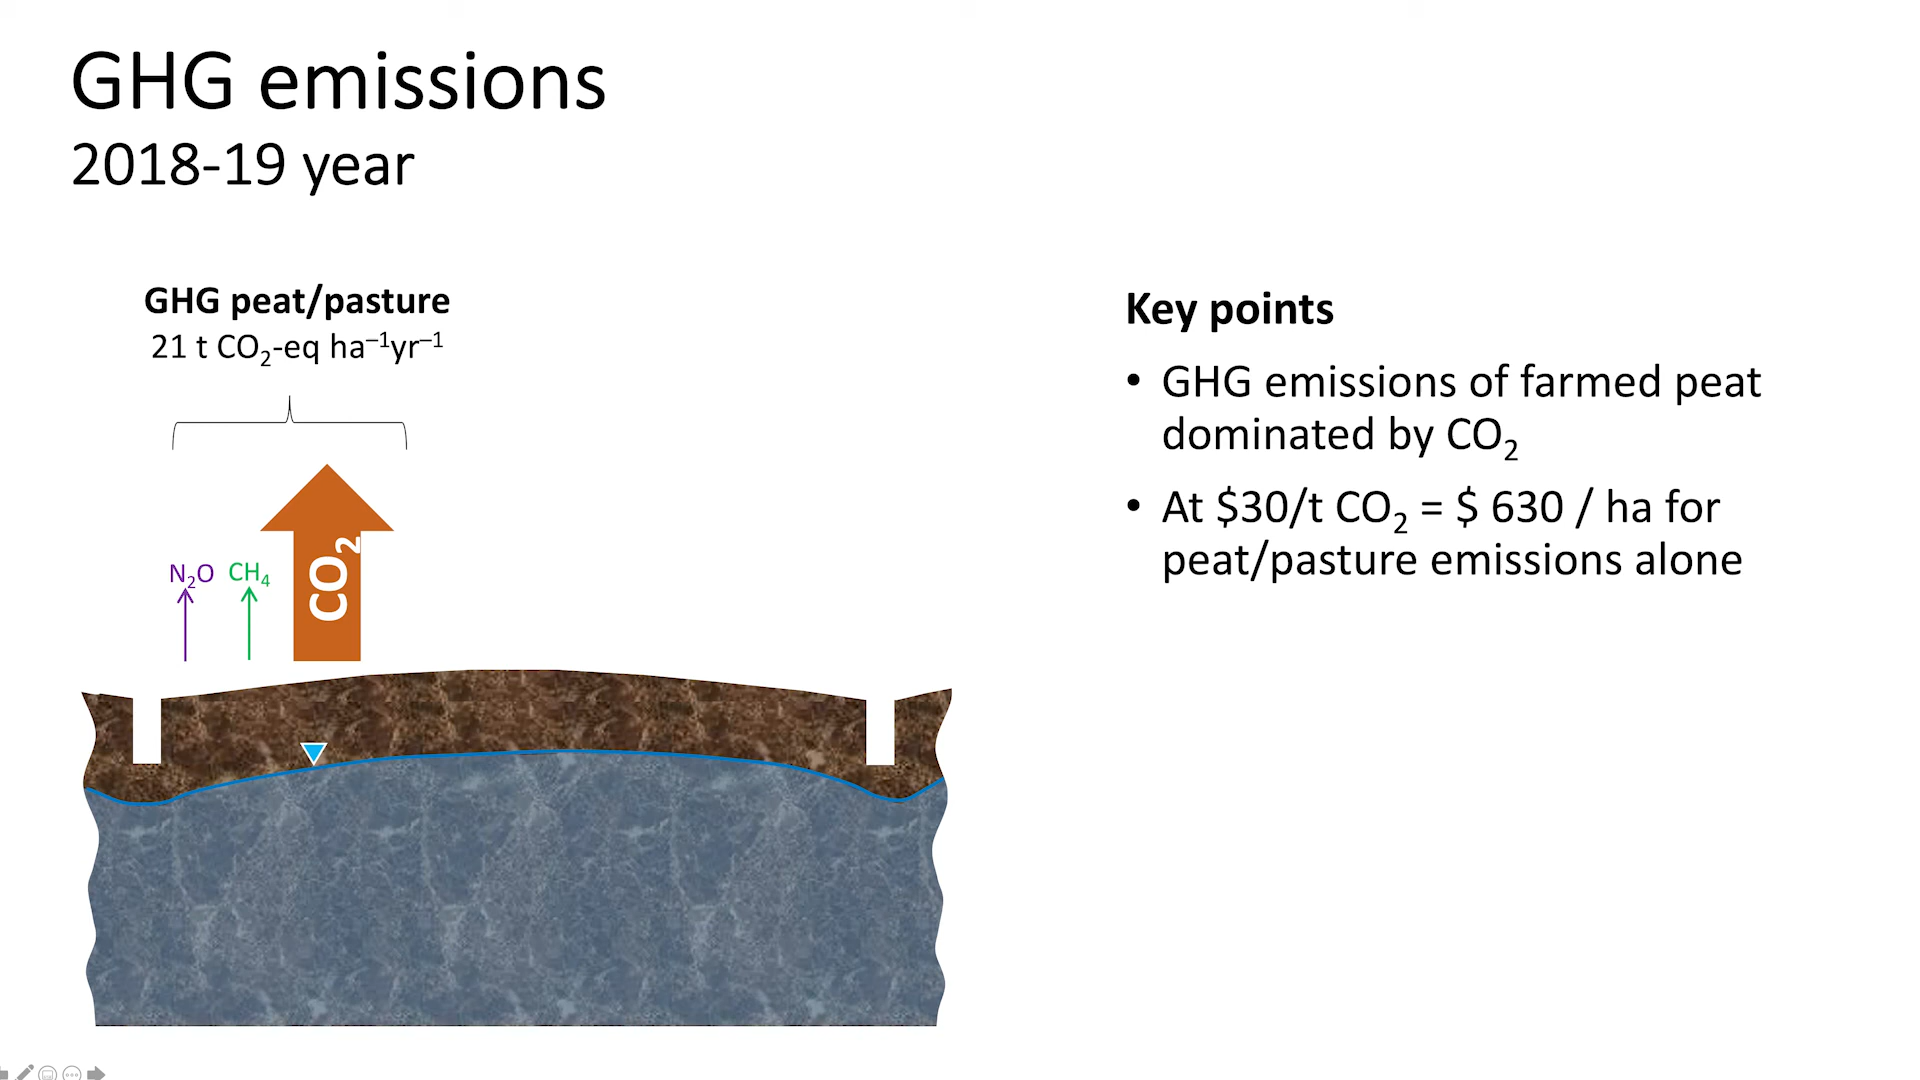 GHG emissions
2018-19 year
GHG peat/pasture
21 t CO₂-eq ha⁻¹yr⁻¹
N₂O
CH₄
CO₂
Key points
• GHG emissions of farmed peat
dominated by CO₂
• At $30/t CO₂ = $ 630 / ha for
peat/pasture emissions alone